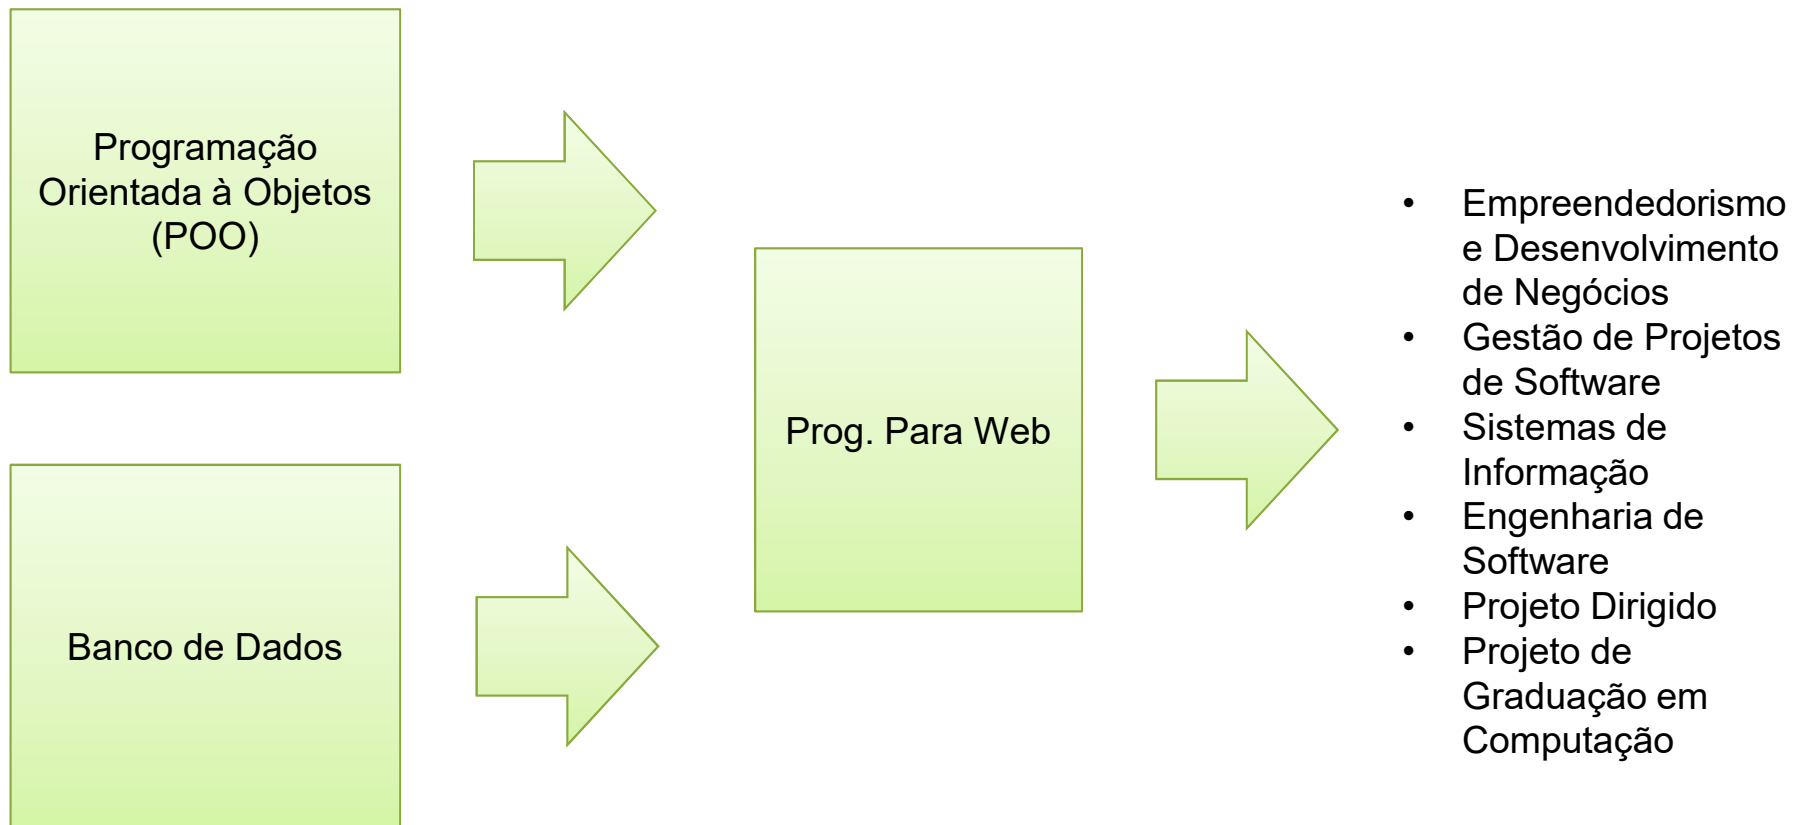 Programação
Orientada à Objetos
(POO)
Banco de Dados
Prog. Para Web
• Empreendedorismo
e Desenvolvimento
de Negócios
• Gestão de Projetos
de Software
• Sistemas de
Informação
• Engenharia de
Software
• Projeto Dirigido
• Projeto de
Graduação em
Computação